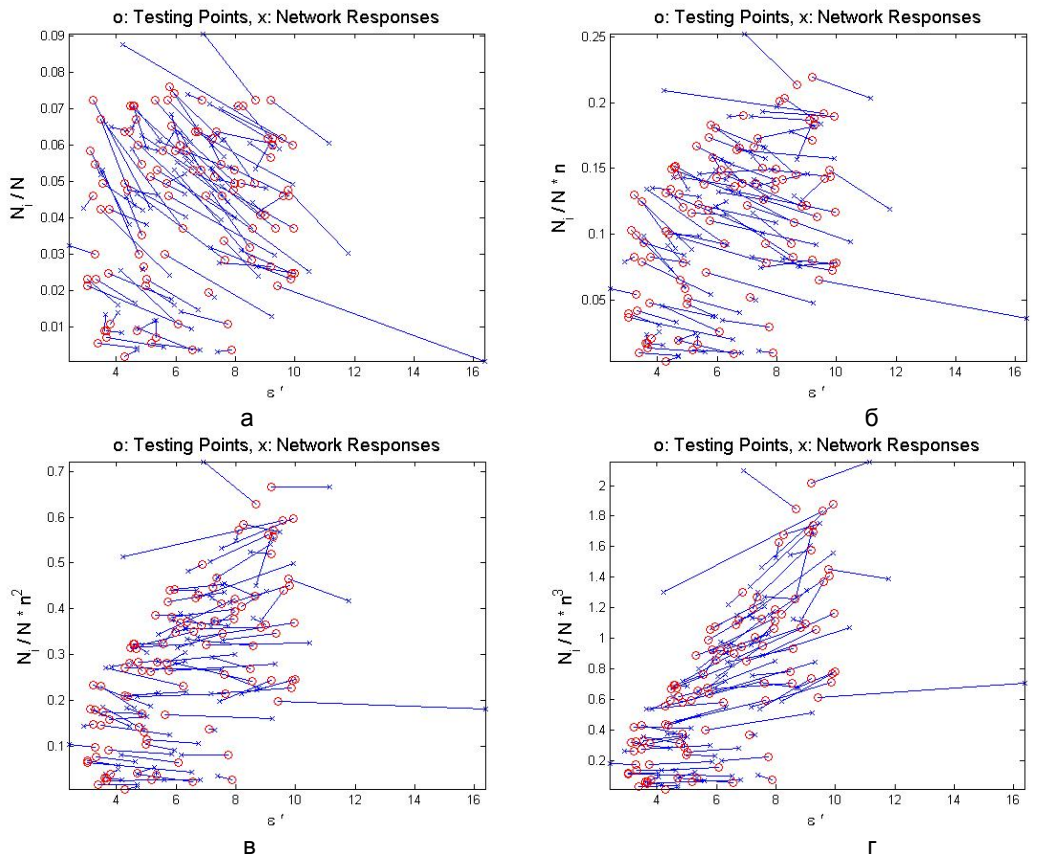 o: Testing Points, x: Network Responses
0.09
0.08
0.07
0.06
0.05
0.04
0.03
0.02
0.01
N_i / N
4 6 8 10 12 14 16
ε ′
а
o: Testing Points, x: Network Responses
0.25
0.2
0.15
0.1
0.05
N_i / N * n
4 6 8 10 12 14 16
ε ′
б
o: Testing Points, x: Network Responses
0.7
0.6
0.5
0.4
0.3
0.2
0.1
N_i / N * n²
4 6 8 10 12 14 16
ε ′
в
o: Testing Points, x: Network Responses
2
1.8
1.6
1.4
1.2
1
0.8
0.6
0.4
0.2
N_i / N * n³
4 6 8 10 12 14 16
ε ′
г